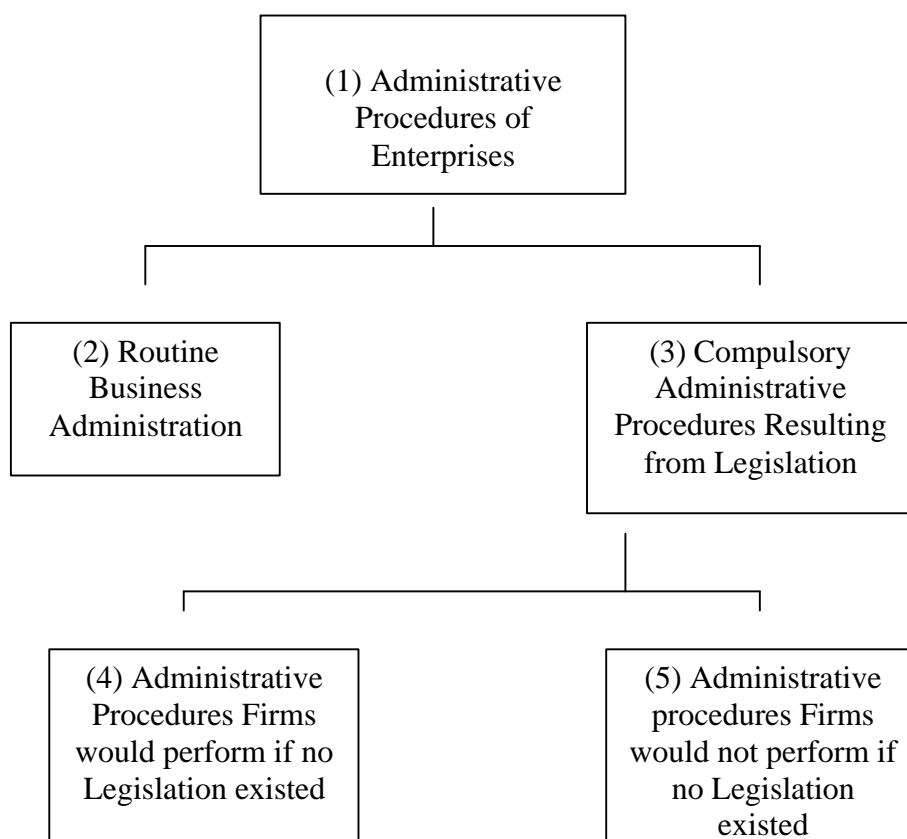 (1) Administrative
Procedures of
Enterprises
(2) Routine
Business
Administration
(3) Compulsory
Administrative
Procedures Resulting
from Legislation
(4) Administrative
Procedures Firms
would perform if no
Legislation existed
(5) Administrative
procedures Firms
would not perform if
no Legislation
existed